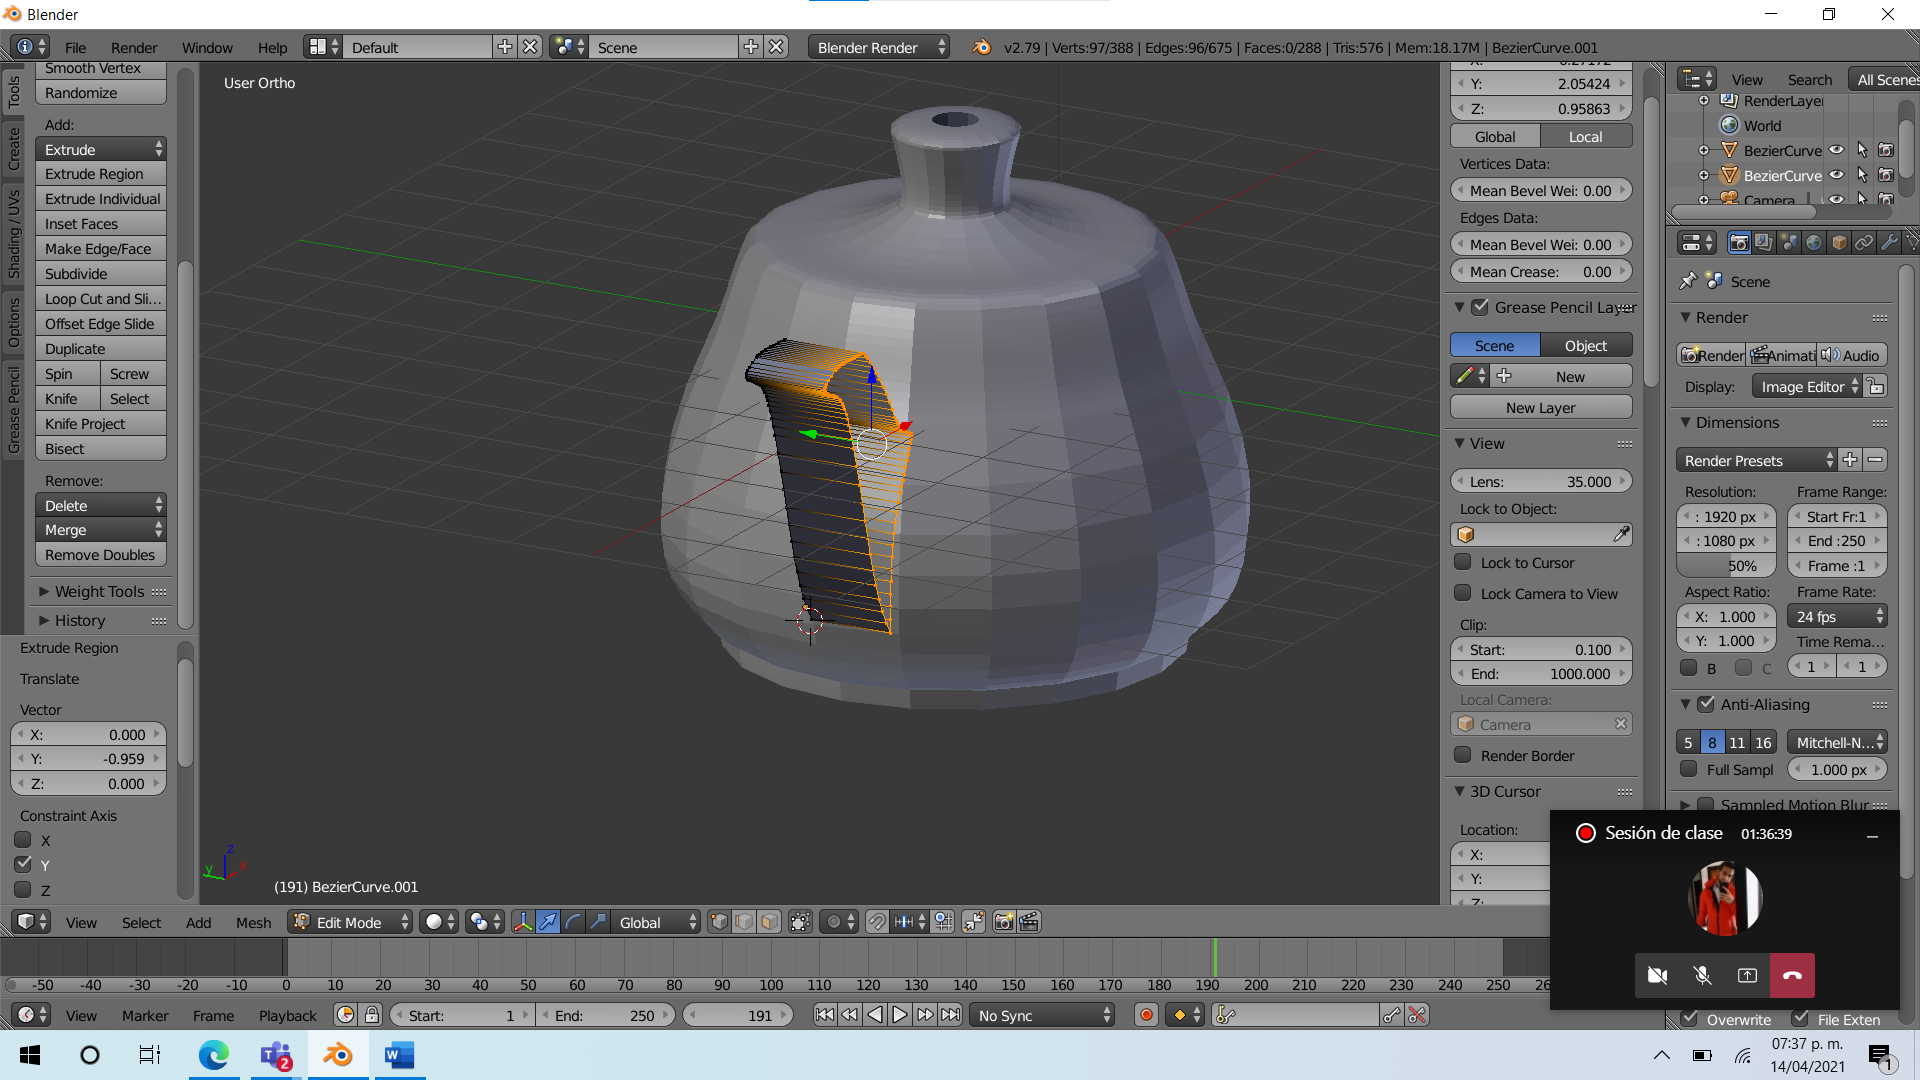 Blender
File Render Window Help Default Scene Blender Render v2.79 | Verts:97/388 | Edges:96/675 | Faces:0/288 | Tris:576 | Mem:18.17M | BezierCurve.001
Tools
Create
Shading / UVs
Options
Grease Pencil
Smooth Vertex
Randomize
Add:
Extrude
Extrude Region
Extrude Individual
Inset Faces
Make Edge/Face
Subdivide
Loop Cut and Sli...
Offset Edge Slide
Duplicate
Spin Screw
Knife Select
Knife Project
Bisect
Remove:
Delete
Merge
Remove Doubles
Weight Tools
History
Extrude Region
Translate
Vector
X: 0.000
Y: -0.959
Z: 0.000
Constraint Axis
X
Y
Z
User Ortho
z
y
x
(191) BezierCurve.001
Y: 2.05424
Z: 0.95863
Global Local
Vertices Data:
Mean Bevel Wei: 0.00
Edges Data:
Mean Bevel Wei: 0.00
Mean Crease: 0.00
Grease Pencil Layer
Scene Object
New
New Layer
View
Lens: 35.000
Lock to Object:
Lock to Cursor
Lock Camera to View
Clip:
Start: 0.100
End: 1000.000
Local Camera:
Camera
Render Border
3D Cursor
Location:
X:
Y:
View Search All Scenes
RenderLayer
World
BezierCurve
BezierCurve
Camera
Scene
Render
Render Animati Audio
Display: Image Editor
Dimensions
Render Presets
Resolution: Frame Range:
: 1920 px Start Fr:1
: 1080 px End :250
50% Frame :1
Aspect Ratio: Frame Rate:
X: 1.000 24 fps
Y: 1.000 Time Rema...
B C 1 1
Anti-Aliasing
5 8 11 16 Mitchell-N...
Full Sampl 1.000 px
Sampled Motion Blur
Sesión de clase 01:36:39
Overwrite File Exten
View Select Add Mesh Edit Mode Global
-50 -40 -30 -20 -10 0 10 20 30 40 50 60 70 80 90 100 110 120 130 140 150 160 170 180 190 200 210 220 230 240 250
View Marker Frame Playback Start: 1 End: 250 191 No Sync
2
07:37 p. m.
14/04/2021
1